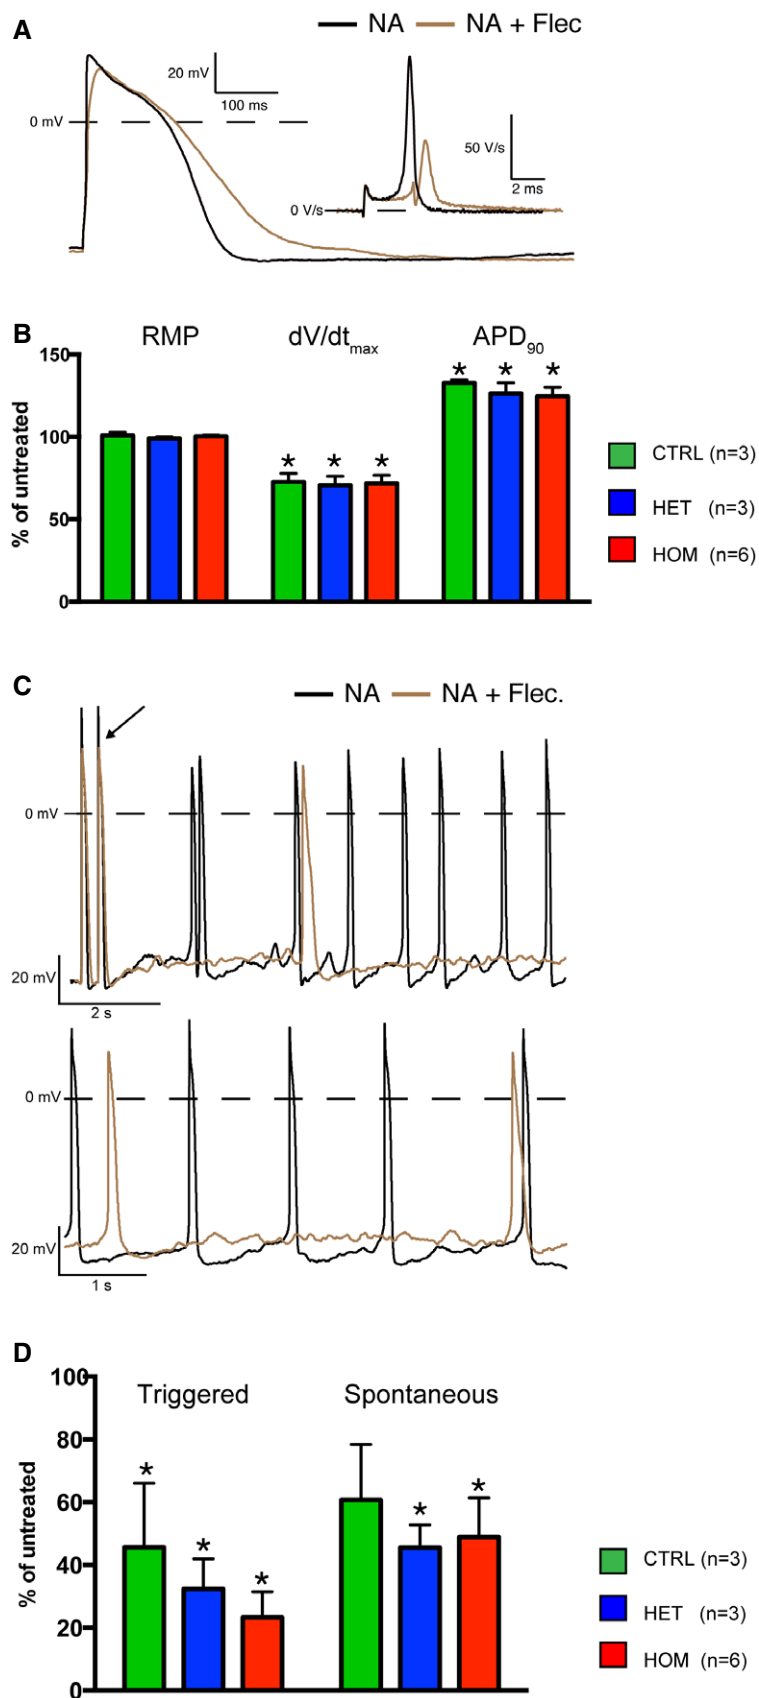 A
NA NA + Flec
20 mV
100 ms
0 mV
50 V/s
2 ms
0 V/s
B
RMP dV/dtmax APD90
150
100
50
0
% of untreated
* * *
* * *
CTRL (n=3)
HET (n=3)
HOM (n=6)
C
NA NA + Flec.
0 mV
20 mV
2 s
0 mV
20 mV
1 s
D
Triggered Spontaneous
100
80
60
40
20
0
% of untreated
* * *
* *
CTRL (n=3)
HET (n=3)
HOM (n=6)